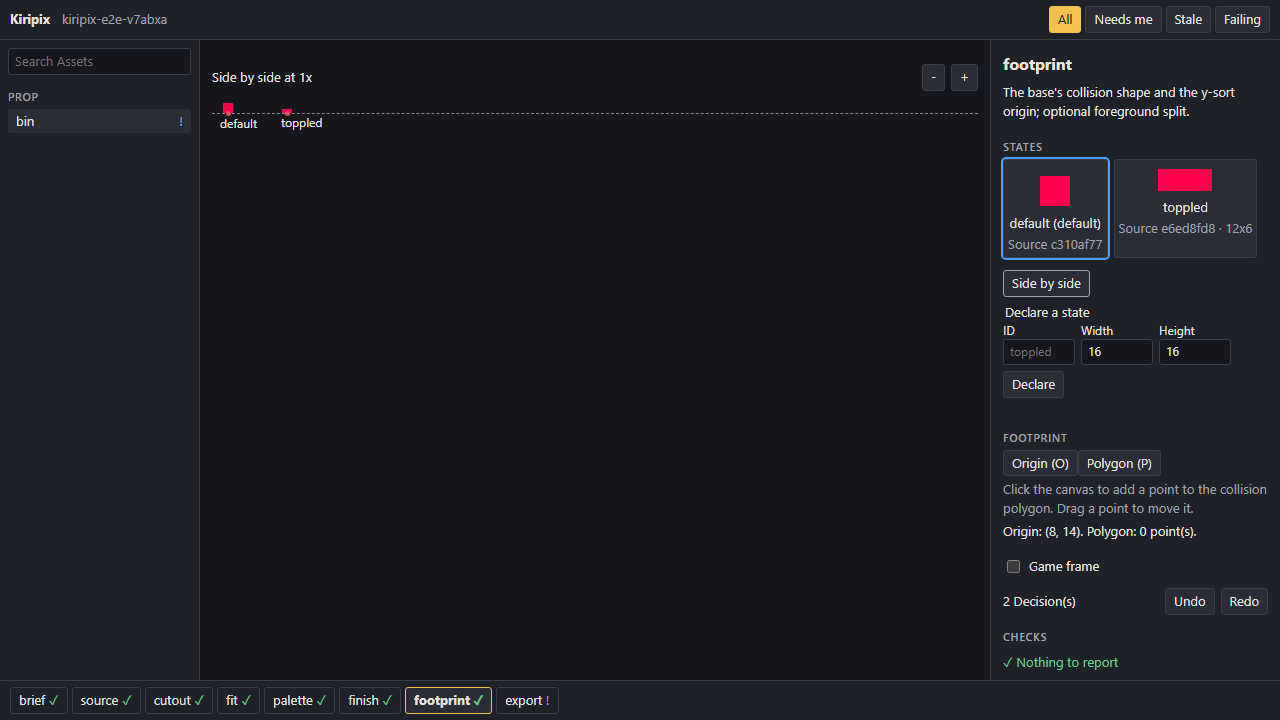 Kiripix kiripix-e2e-v7abxa All Needs me Stale Failing
Search Assets
PROP
bin !
Side by side at 1x - +
default toppled
footprint
The base's collision shape and the y-sort
origin; optional foreground split.
STATES
default (default)
Source c310af77
toppled
Source e6ed8fd8 · 12x6
Side by side
Declare a state
ID Width Height
toppled 16 16
Declare
FOOTPRINT
Origin (O) Polygon (P)
Click the canvas to add a point to the collision
polygon. Drag a point to move it.
Origin: (8, 14). Polygon: 0 point(s).
Game frame
2 Decision(s) Undo Redo
CHECKS
✓ Nothing to report
brief ✓ source ✓ cutout ✓ fit ✓ palette ✓ finish ✓ footprint ✓ export !